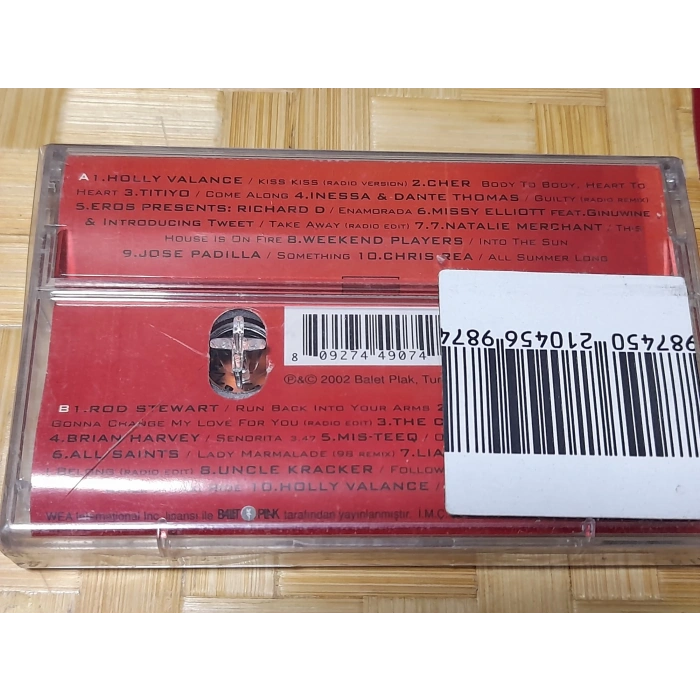 A 1.HOLLY VALANCE / KISS KISS (RADIO VERSION) 2.CHER BODY TO BODY, HEART TO
HEART 3.TITIYO / COME ALONG 4.INESSA & DANTE THOMAS / GUILTY (RADIO REMIX)
5.EROS PRESENTS: RICHARD D / ENAMORADA 6.MISSY ELLIOTT FEAT.GINUWINE
& INTRODUCING TWEET / TAKE AWAY (RADIO EDIT) 7.7.NATALIE MERCHANT / THIS
HOUSE IS ON FIRE 8.WEEKEND PLAYERS / INTO THE SUN
9.JOSE PADILLA / SOMETHING 10.CHRIS REA / ALL SUMMER LONG
8 09274 49074
℗&© 2002 Balet Plak, Tur
987450 210456 9874
B 1.ROD STEWART / RUN BACK INTO YOUR ARMS 2
GONNA CHANGE MY LOVE FOR YOU (RADIO EDIT) 3.THE C
4.BRIAN HARVEY / SENORITA 3.47 5.MIS-TEEQ / O
6.ALL SAINTS / LADY MARMALADE (98 REMIX) 7.LIA
I BELONG (RADIO EDIT) 8.UNCLE KRACKER / FOLLOW
10.HOLLY VALANCE /
WEA International Inc. lisansı ile BALET PLAK tarafından yayınlanmıştır. İ.M.Ç